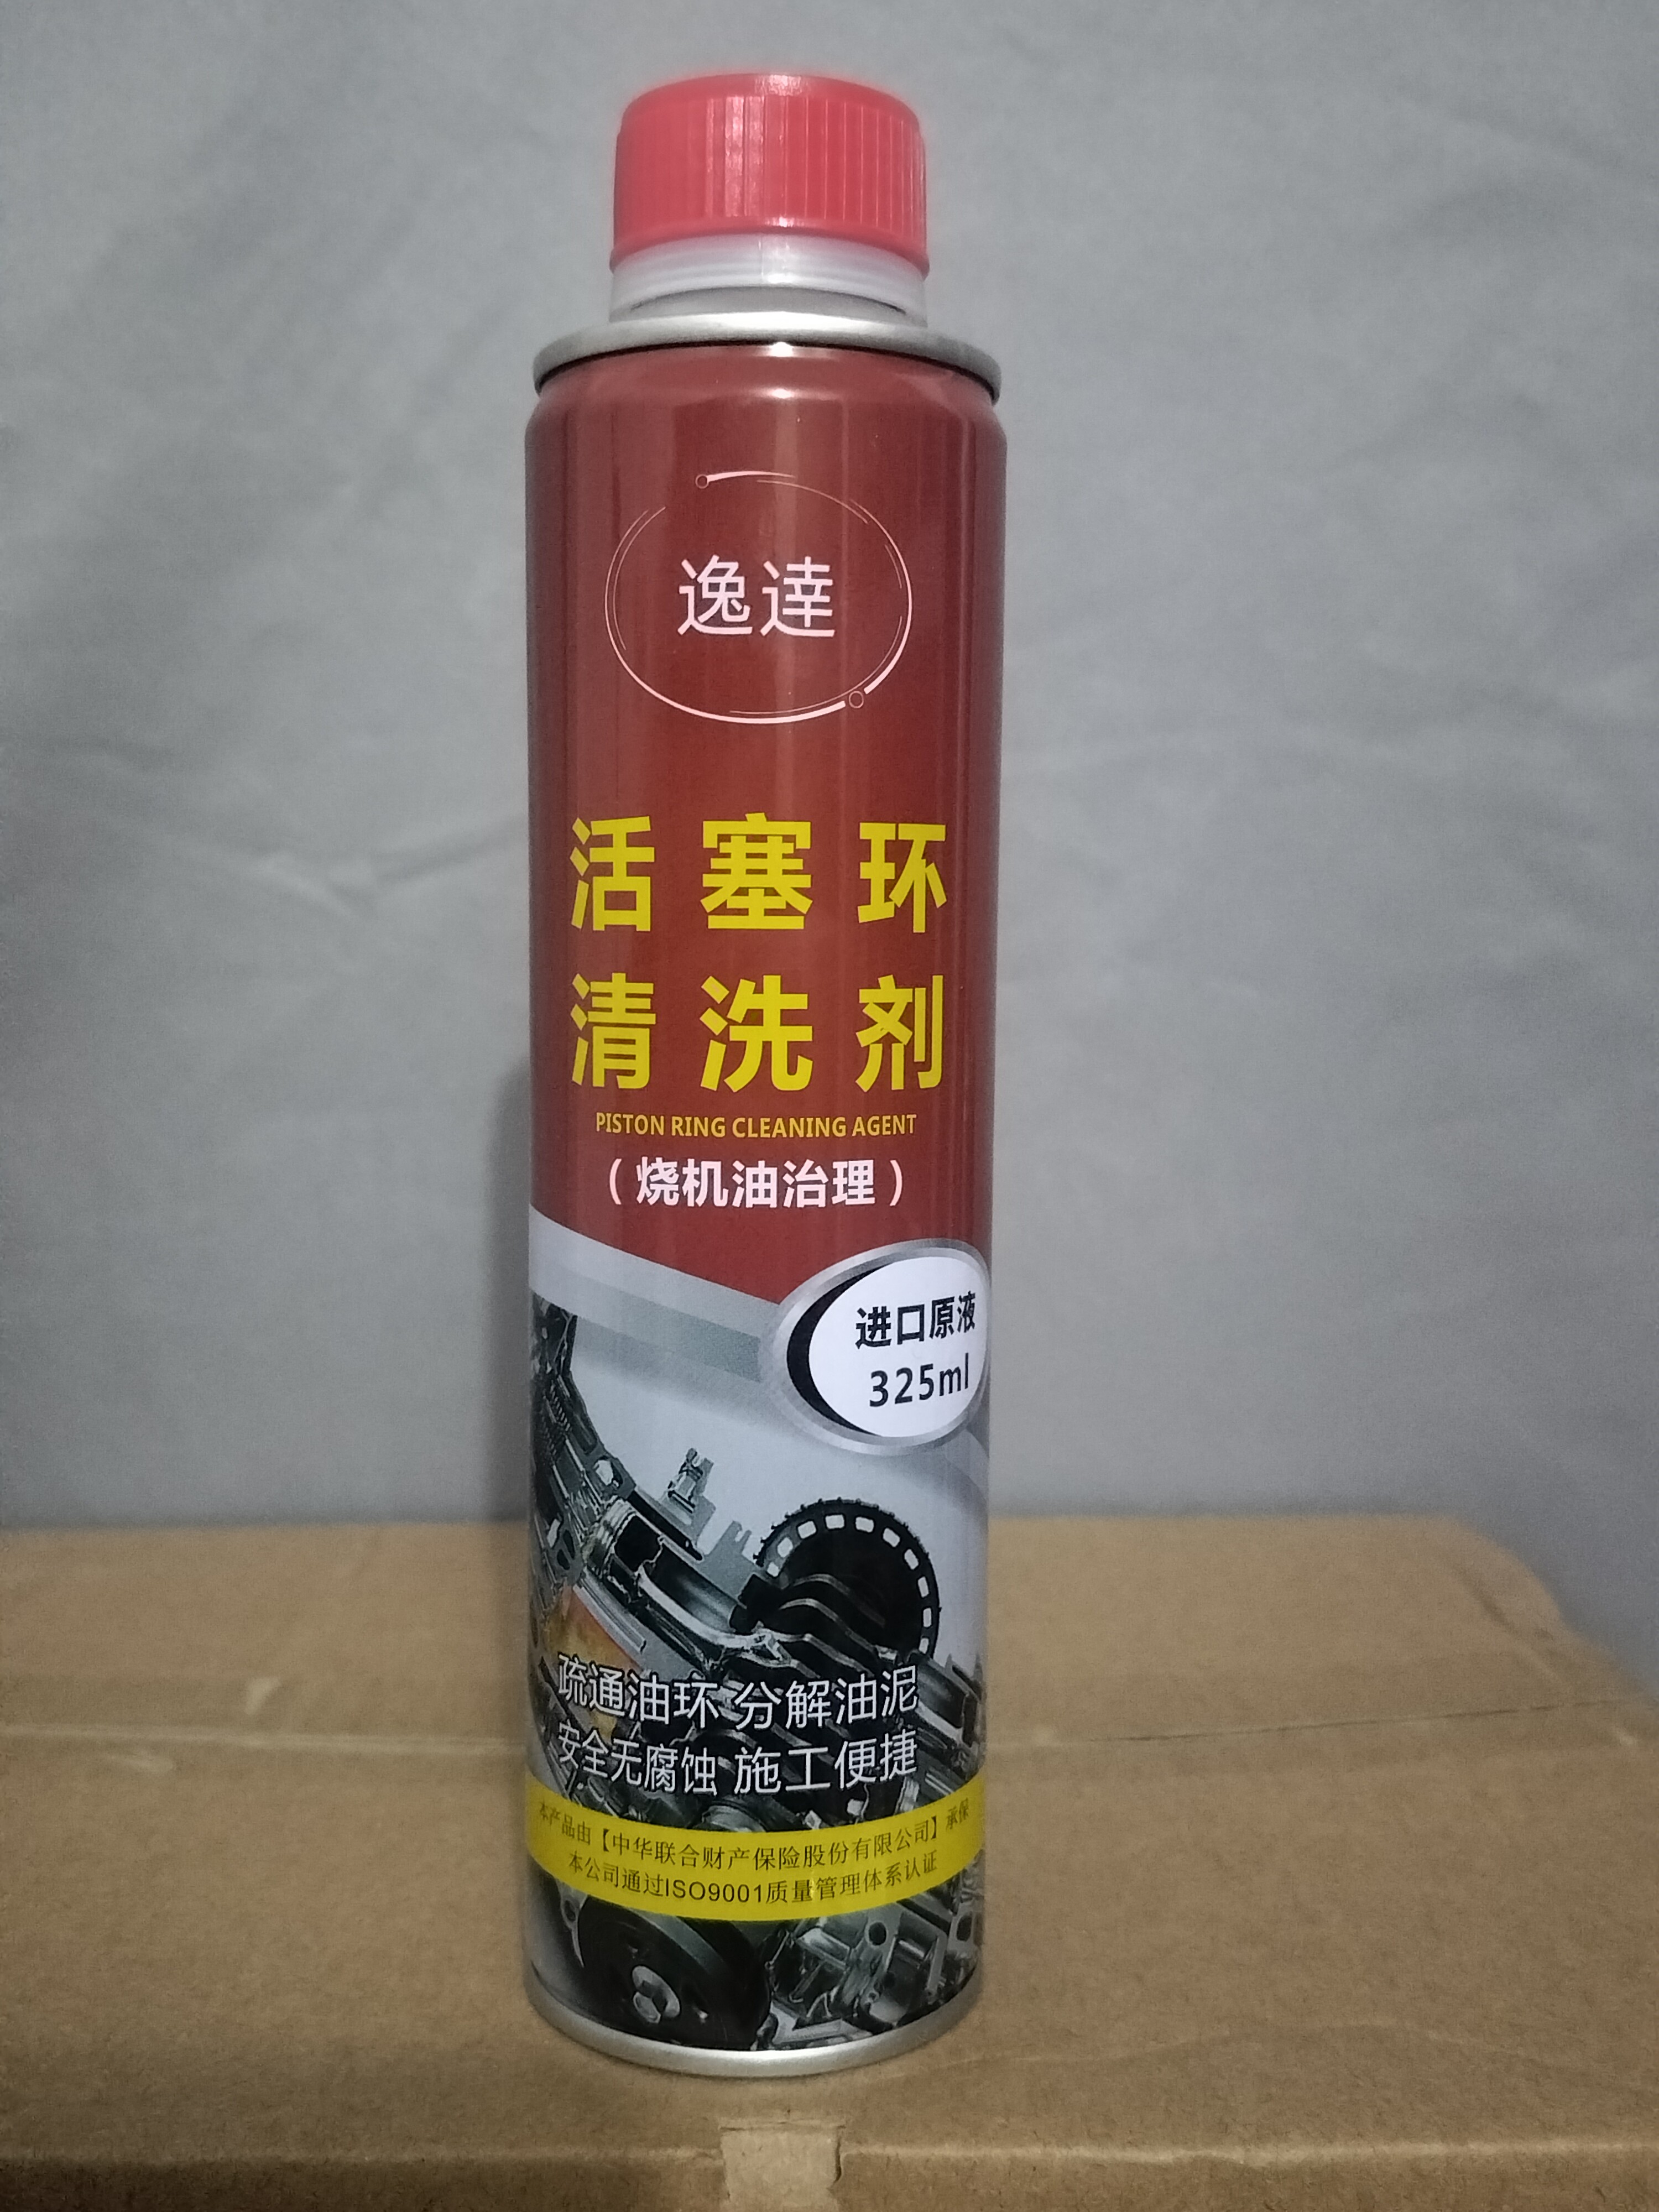 逸達
活塞环
清洗剂
PISTON RING CLEANING AGENT
（烧机油治理）
进口原液
325ml
疏通油环 分解油泥
安全无腐蚀 施工便捷
本产品由【中华联合财产保险股份有限公司】承保
本公司通过ISO9001质量管理体系认证